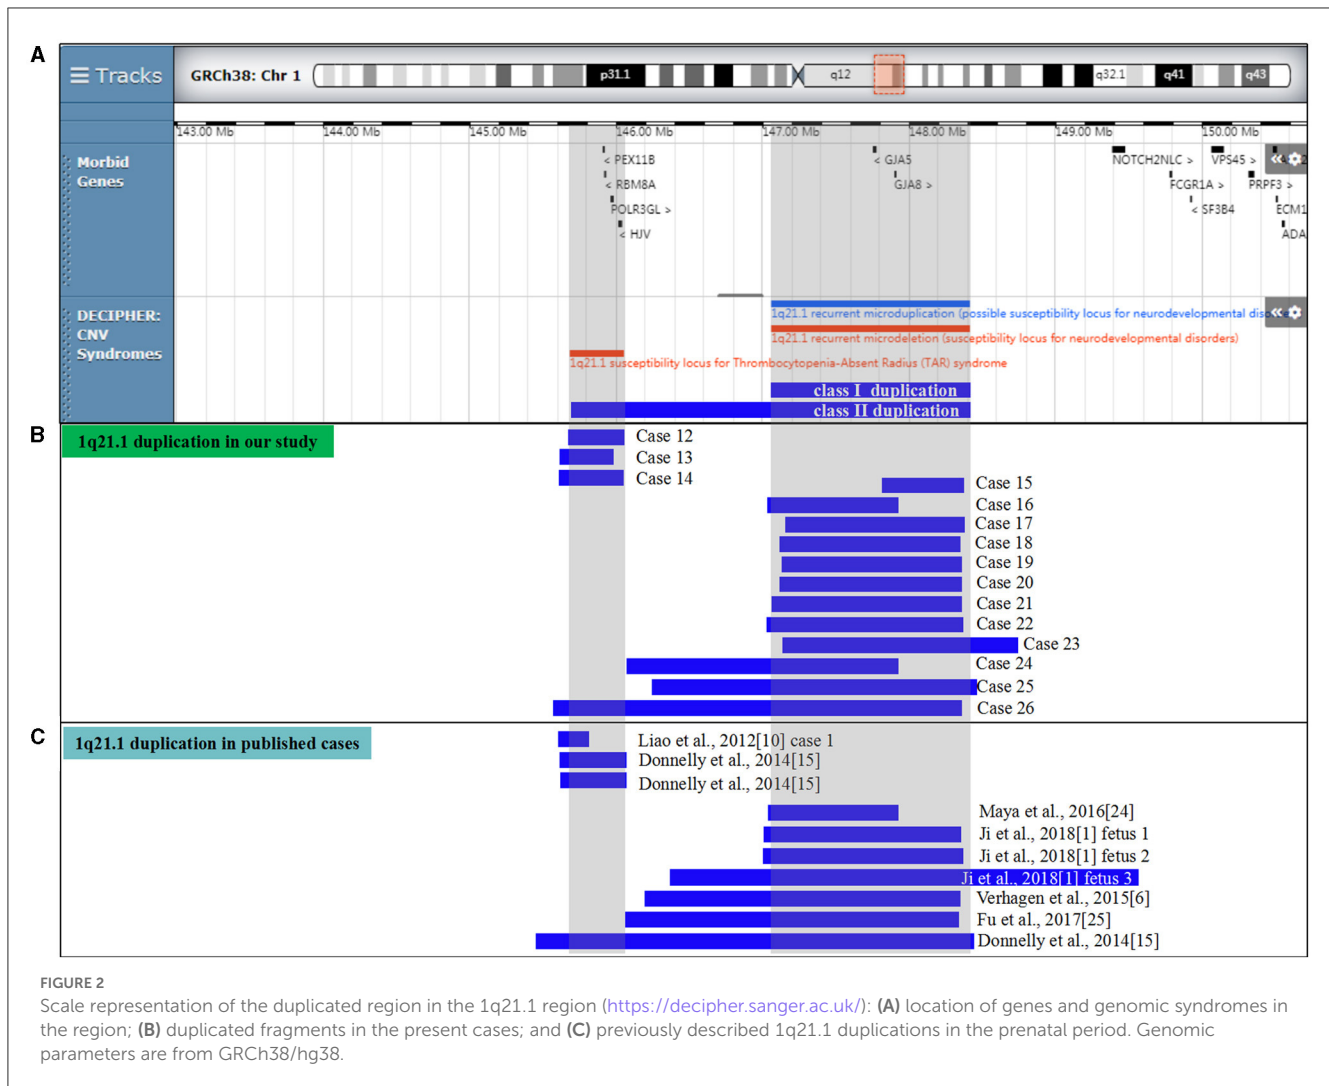 A
Tracks
GRCh38: Chr 1
p31.1
q12
q32.1
q41
q43
143.00 Mb
144.00 Mb
145.00 Mb
146.00 Mb
147.00 Mb
148.00 Mb
149.00 Mb
150.00 Mb
Morbid
Genes
< PEX11B
< RBM8A
POLR3GL >
< HJV
< GJA5
GJA8 >
NOTCH2NLC >
VPS45 >
FCGR1A >
PRPF3 >
< SF3B4
ECM1
ADA
DECIPHER:
CNV
Syndromes
1q21.1 recurrent microduplication (possible susceptibility locus for neurodevelopmental diso
1q21.1 recurrent microdeletion (susceptibility locus for neurodevelopmental disorders)
1q21.1 susceptibility locus for Thrombocytopenia-Absent Radius (TAR) syndrome
class I duplication
class II duplication
B
1q21.1 duplication in our study
Case 12
Case 13
Case 14
Case 15
Case 16
Case 17
Case 18
Case 19
Case 20
Case 21
Case 22
Case 23
Case 24
Case 25
Case 26
C
1q21.1 duplication in published cases
Liao et al., 2012[10] case 1
Donnelly et al., 2014[15]
Donnelly et al., 2014[15]
Maya et al., 2016[24]
Ji et al., 2018[1] fetus 1
Ji et al., 2018[1] fetus 2
Ji et al., 2018[1] fetus 3
Verhagen et al., 2015[6]
Fu et al., 2017[25]
Donnelly et al., 2014[15]
FIGURE 2
Scale representation of the duplicated region in the 1q21.1 region (https://decipher.sanger.ac.uk/): (A) location of genes and genomic syndromes in
the region; (B) duplicated fragments in the present cases; and (C) previously described 1q21.1 duplications in the prenatal period. Genomic
parameters are from GRCh38/hg38.